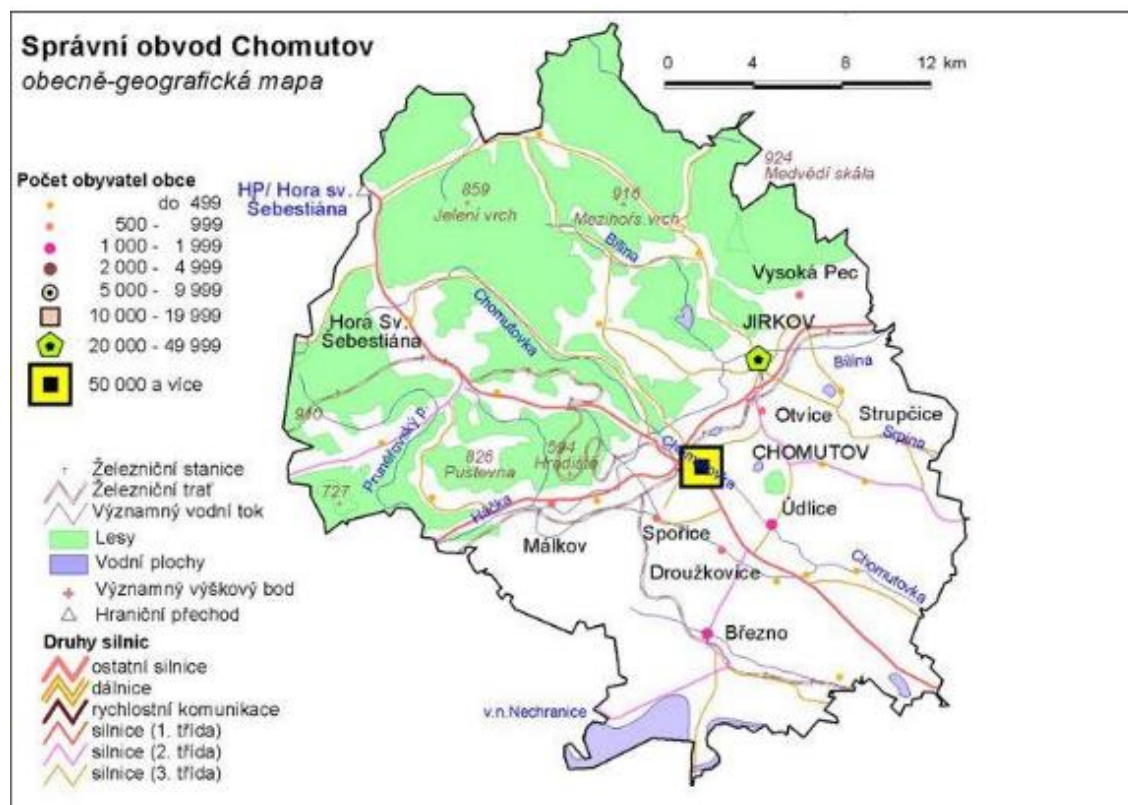 Správní obvod Chomutov
obecně-geografická mapa
0 4 8 12 km
Počet obyvatel obce
do 499
500 - 999
1 000 - 1 999
2 000 - 4 999
5 000 - 9 999
10 000 - 19 999
20 000 - 49 999
50 000 a více
Železniční stanice
Železniční trať
Významný vodní tok
Lesy
Vodní plochy
Významný výškový bod
Hraniční přechod
Druhy silnic
ostatní silnice
dálnice
rychlostní komunikace
silnice (1. třída)
silnice (2. třída)
silnice (3. třída)
HP/ Hora sv.
Šebestiána
859
Jelení vrch
916
Mezihořs. vrch
924
Medvědí skála
Bílina
Vysoká Pec
Chomutovka
JIRKOV
Hora Sv.
Šebestiána
Bílina
910
Prunéřovský p.
Otvice
Strupčice
Srpina
594
Hradiště
826
Pustevna
727
Chomutovka
CHOMUTOV
Hačka
Údlice
Málkov
Spořice
Droužkovice
Chomutovka
Březno
v.n.Nechranice